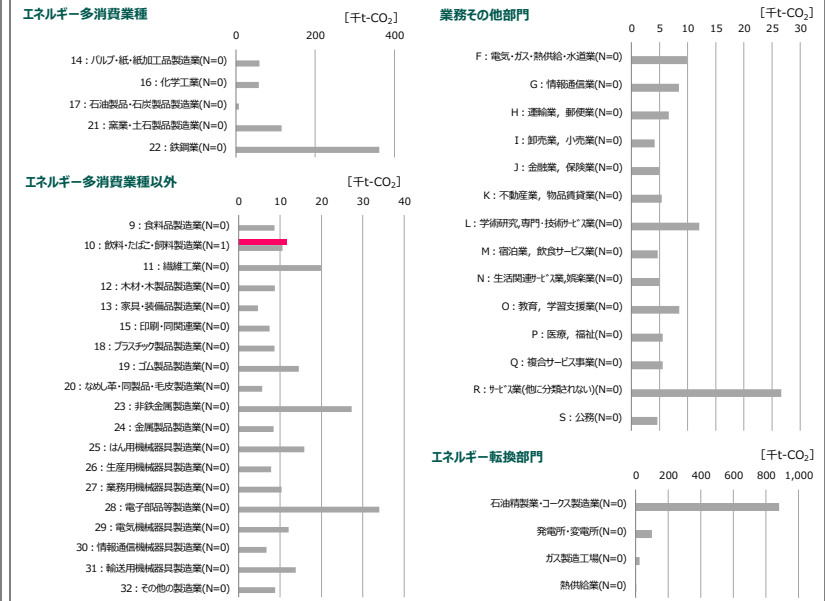 エネルギー多消費業種
[千t-CO₂]
0 200 400
14：パルプ・紙・紙加工品製造業(N=0)
16：化学工業(N=0)
17：石油製品・石炭製品製造業(N=0)
21：窯業・土石製品製造業(N=0)
22：鉄鋼業(N=0)
エネルギー多消費業種以外
[千t-CO₂]
0 10 20 30 40
9：食料品製造業(N=0)
10：飲料・たばこ・飼料製造業(N=1)
11：繊維工業(N=0)
12：木材・木製品製造業(N=0)
13：家具・装備品製造業(N=0)
15：印刷・同関連業(N=0)
18：プラスチック製品製造業(N=0)
19：ゴム製品製造業(N=0)
20：なめし革・同製品・毛皮製造業(N=0)
23：非鉄金属製造業(N=0)
24：金属製品製造業(N=0)
25：はん用機械器具製造業(N=0)
26：生産用機械器具製造業(N=0)
27：業務用機械器具製造業(N=0)
28：電子部品等製造業(N=0)
29：電気機械器具製造業(N=0)
30：情報通信機械器具製造業(N=0)
31：輸送用機械器具製造業(N=0)
32：その他の製造業(N=0)
業務その他部門
[千t-CO₂]
0 5 10 15 20 25 30
F：電気・ガス・熱供給・水道業(N=0)
G：情報通信業(N=0)
H：運輸業，郵便業(N=0)
I：卸売業，小売業(N=0)
J：金融業，保険業(N=0)
K：不動産業，物品賃貸業(N=0)
L：学術研究,専門・技術ｻｰﾋﾞｽ業(N=0)
M：宿泊業，飲食サービス業(N=0)
N：生活関連ｻｰﾋﾞｽ業,娯楽業(N=0)
O：教育，学習支援業(N=0)
P：医療，福祉(N=0)
Q：複合サービス事業(N=0)
R：ｻｰﾋﾞｽ業(他に分類されない)(N=0)
S：公務(N=0)
エネルギー転換部門
[千t-CO₂]
0 200 400 600 800 1,000
石油精製業・コークス製造業(N=0)
発電所・変電所(N=0)
ガス製造工場(N=0)
熱供給業(N=0)